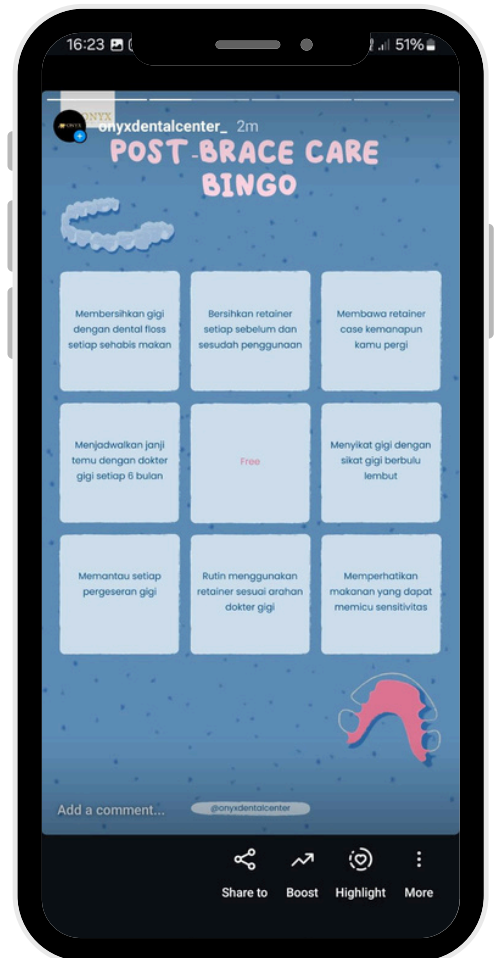 16:23
51%
ONYX
onyxdentalcenter_ 2m
POST-BRACE CARE
BINGO
Membersihkan gigi
dengan dental floss
setiap sehabis makan
Bersihkan retainer
setiap sebelum dan
sesudah penggunaan
Membawa retainer
case kemanapun
kamu pergi
Menjadwalkan janji
temu dengan dokter
gigi setiap 6 bulan
Free
Menyikat gigi dengan
sikat gigi berbulu
lembut
Memantau setiap
pergeseran gigi
Rutin menggunakan
retainer sesuai arahan
dokter gigi
Memperhatikan
makanan yang dapat
memicu sensitivitas
Add a comment...
@onyxdentalcenter
Share to
Boost
Highlight
More